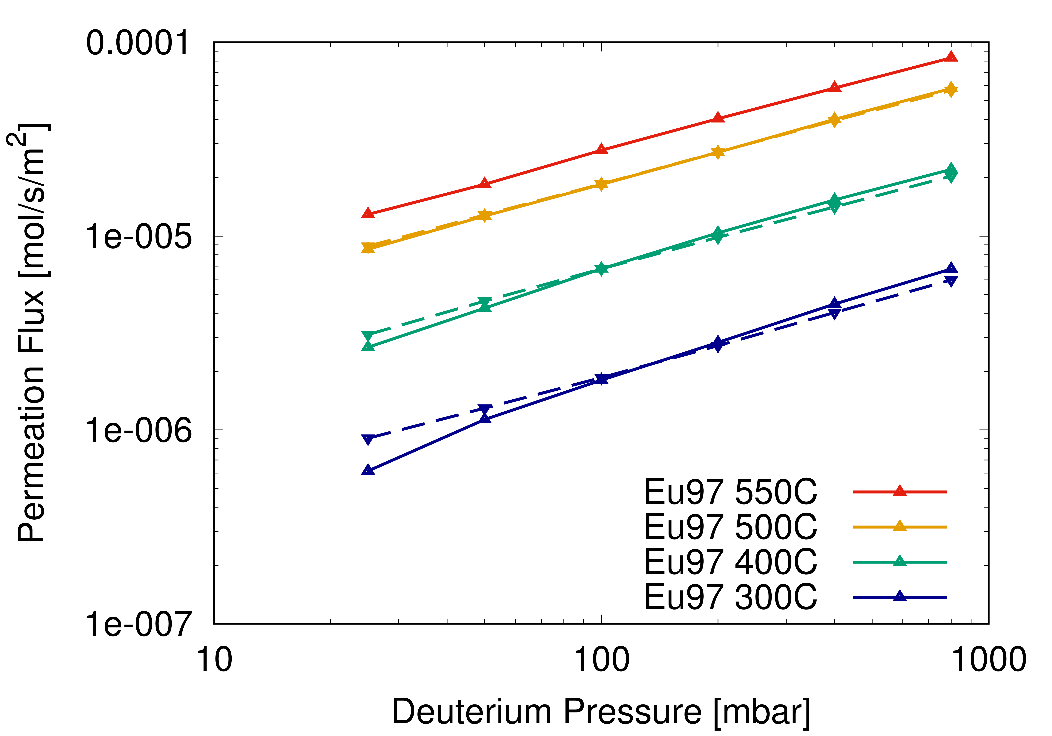 0.0001
1e-005
1e-006
1e-007
10
100
1000
Permeation Flux [mol/s/m²]
Deuterium Pressure [mbar]
Eu97 550C
Eu97 500C
Eu97 400C
Eu97 300C